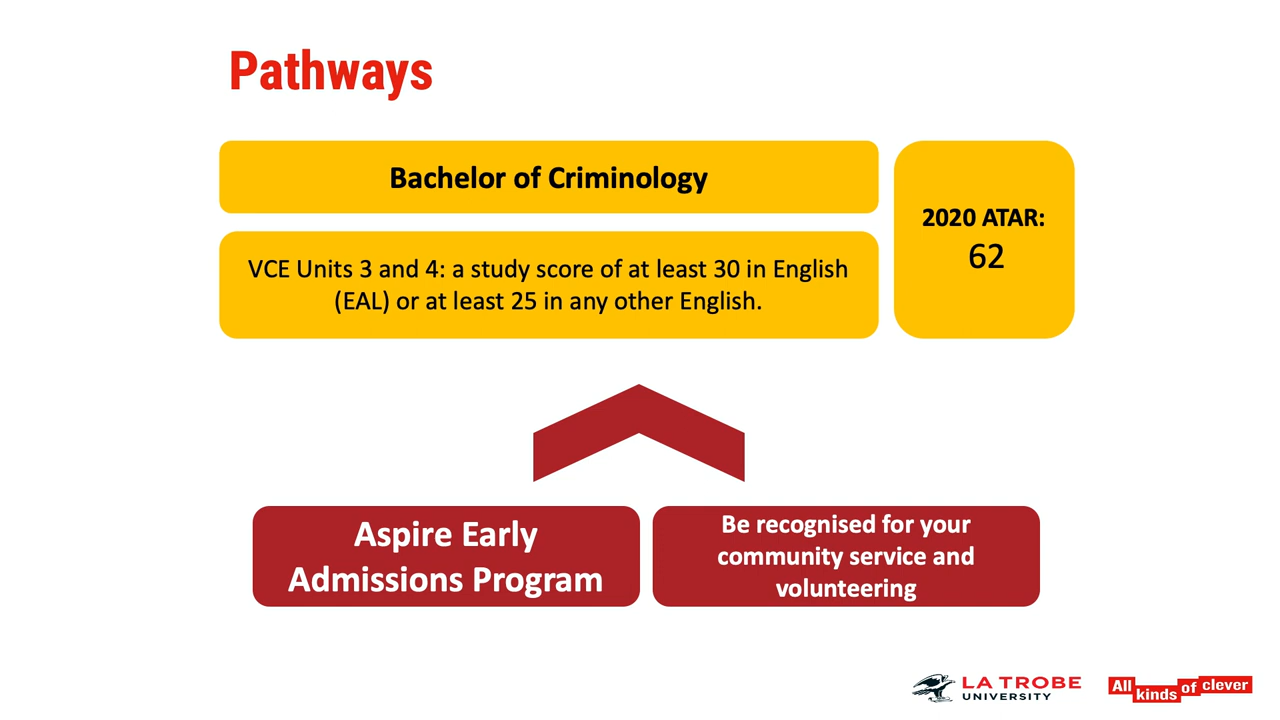 Pathways
Bachelor of Criminology
VCE Units 3 and 4: a study score of at least 30 in English
(EAL) or at least 25 in any other English.
2020 ATAR:
62
Aspire Early
Admissions Program
Be recognised for your
community service and
volunteering
LA TROBE
UNIVERSITY
All kinds of clever